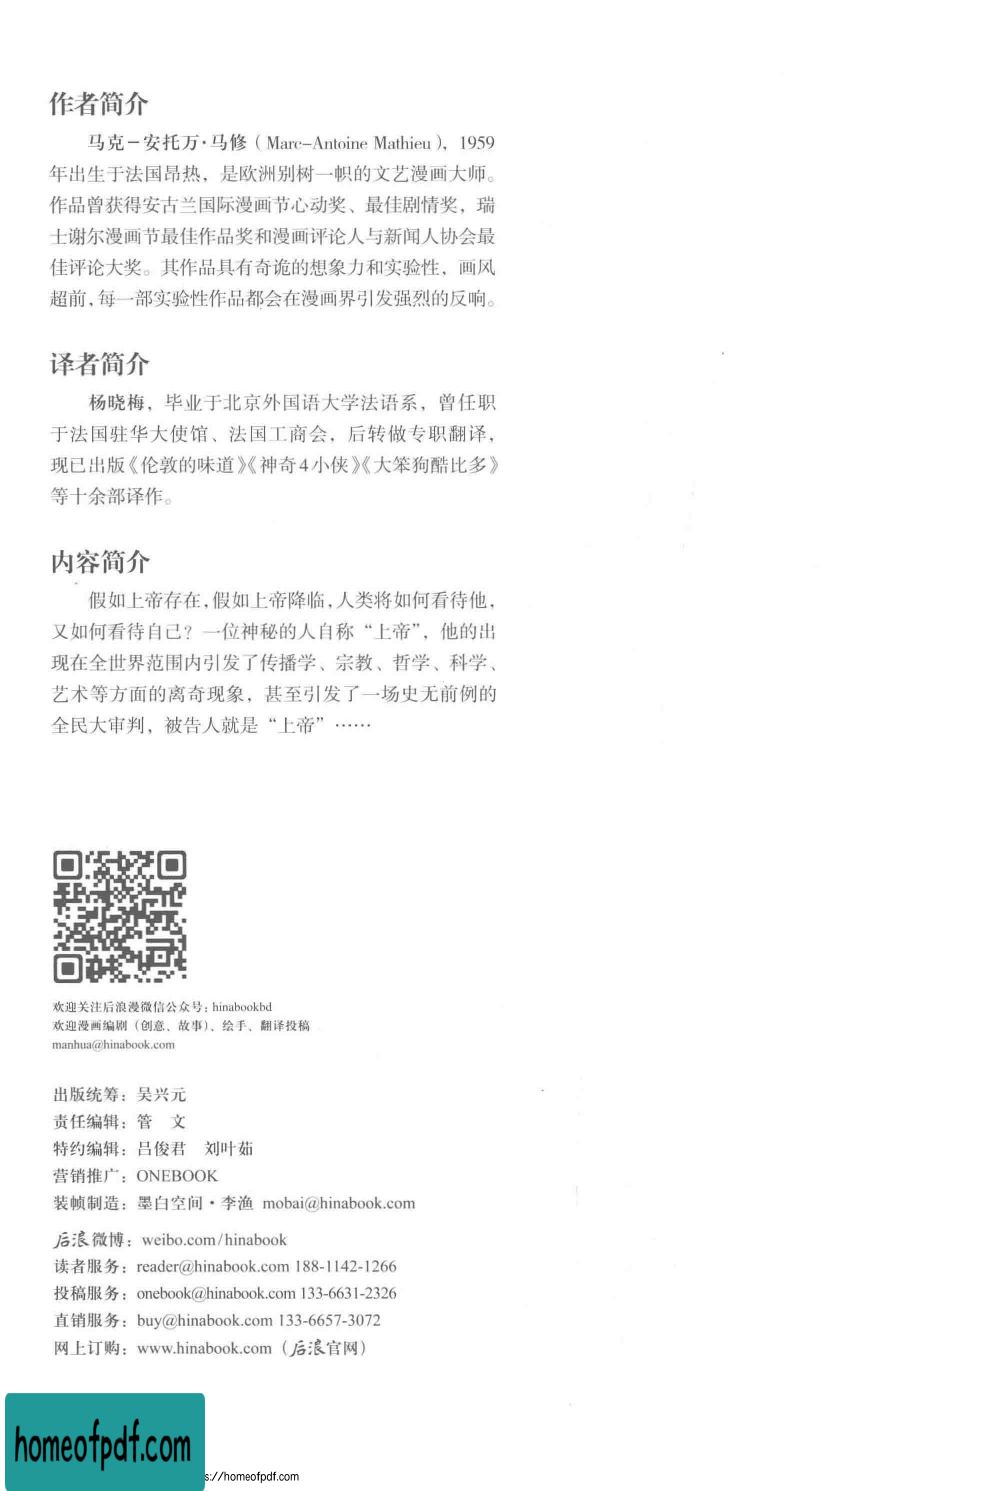 作者简介
马克－安托万·马修（Marc-Antoine Mathieu），1959
年出生于法国昂热，是欧洲别树一帜的文艺漫画大师。
作品曾获得安古兰国际漫画节心动奖、最佳剧情奖，瑞
士谢尔漫画节最佳作品奖和漫画评论人与新闻人协会最
佳评论大奖。其作品具有奇诡的想象力和实验性，画风
超前，每一部实验性作品都会在漫画界引发强烈的反响。
译者简介
杨晓梅，毕业于北京外国语大学法语系，曾任职
于法国驻华大使馆、法国工商会，后转做专职翻译，
现已出版《伦敦的味道》《神奇4小侠》《大笨狗酷比多》
等十余部译作。
内容简介
假如上帝存在，假如上帝降临，人类将如何看待他，
又如何看待自己？一位神秘的人自称“上帝”，他的出
现在全世界范围内引发了传播学、宗教、哲学、科学、
艺术等方面的离奇现象，甚至引发了一场史无前例的
全民大审判，被告人就是“上帝”……
欢迎关注后浪漫微信公众号：hinabookbd
欢迎漫画编剧（创意、故事）、绘手、翻译投稿
manhua@hinabook.com
出版统筹：吴兴元
责任编辑：管　文
特约编辑：吕俊君　刘叶茹
营销推广：ONEBOOK
装帧制造：墨白空间·李渔 mobai@hinabook.com
后浪微博：weibo.com/hinabook
读者服务：reader@hinabook.com 188-1142-1266
投稿服务：onebook@hinabook.com 133-6631-2326
直销服务：buy@hinabook.com 133-6657-3072
网上订购：www.hinabook.com（后浪官网）
homeofpdf.com
s://homeofpdf.com